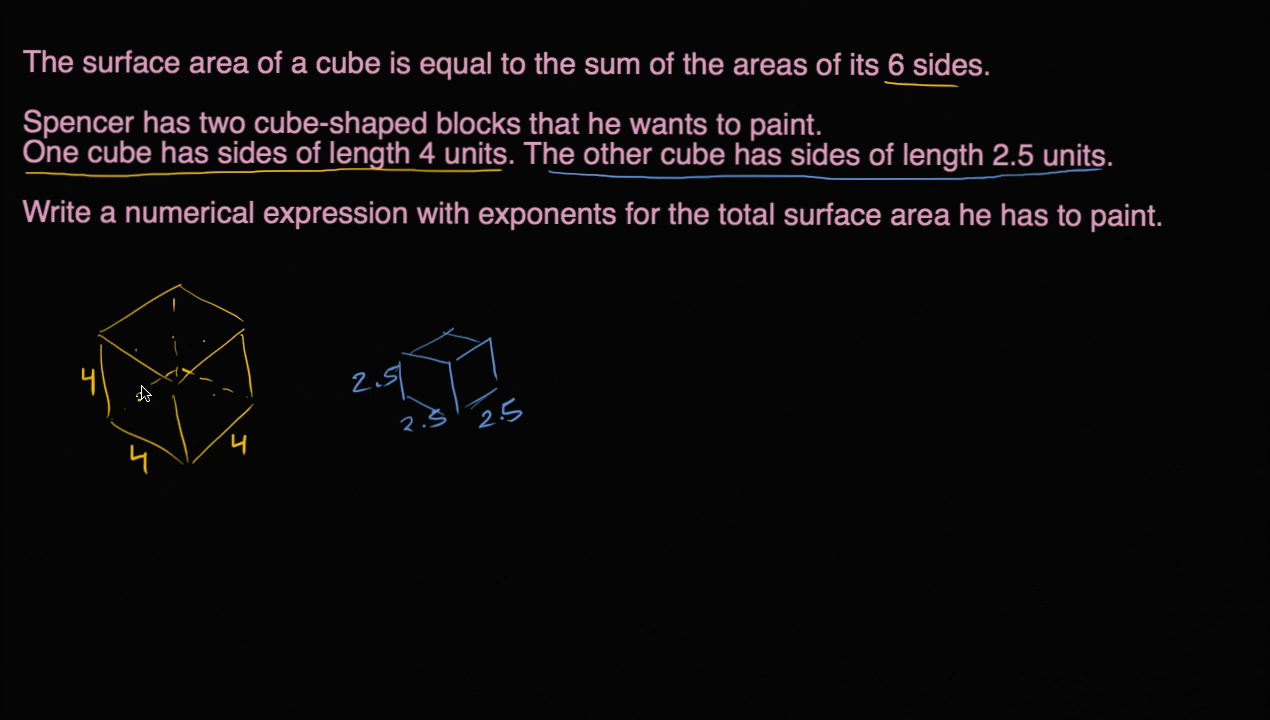 The surface area of a cube is equal to the sum of the areas of its 6 sides.
Spencer has two cube-shaped blocks that he wants to paint.
One cube has sides of length 4 units. The other cube has sides of length 2.5 units.
Write a numerical expression with exponents for the total surface area he has to paint.
4
4
4
2.5
2.5
2.5